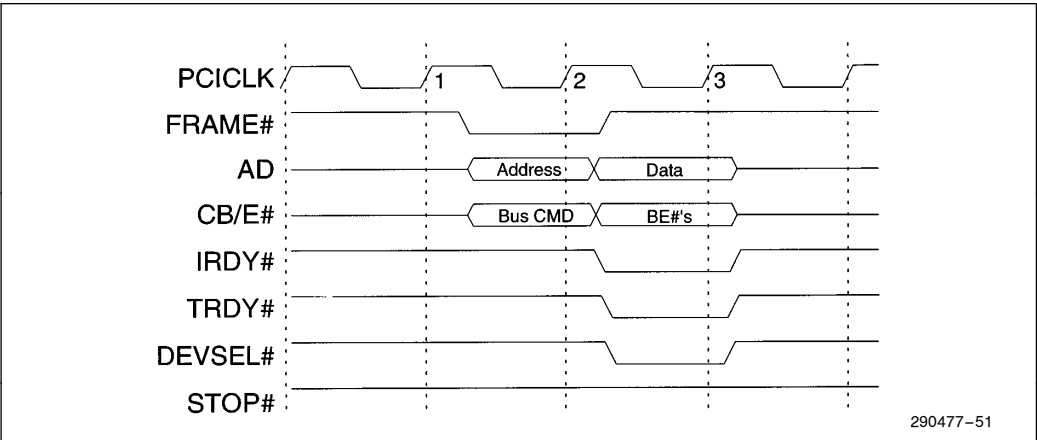 PCICLK 1 2 3
FRAME#
AD Address Data
CB/E# Bus CMD BE#'s
IRDY#
TRDY#
DEVSEL#
STOP#
290477–51